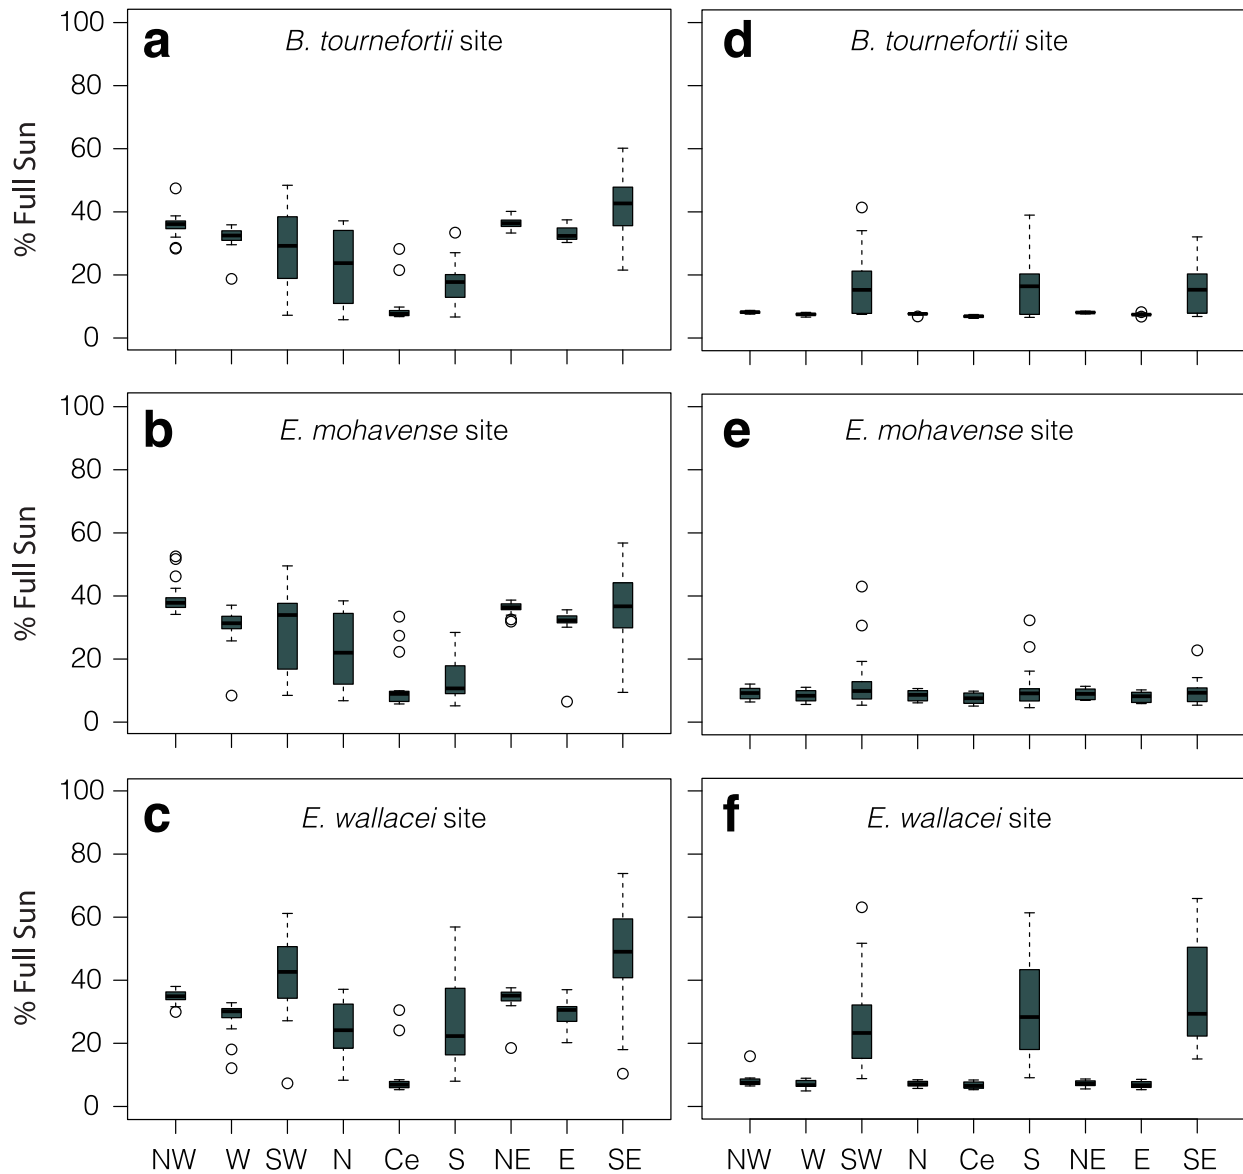 a B. tournefortii site
100
80
60
40
20
0
% Full Sun
d B. tournefortii site
b E. mohavense site
100
80
60
40
20
0
% Full Sun
e E. mohavense site
c E. wallacei site
100
80
60
40
20
0
% Full Sun
f E. wallacei site
NW W SW N Ce S NE E SE
NW W SW N Ce S NE E SE